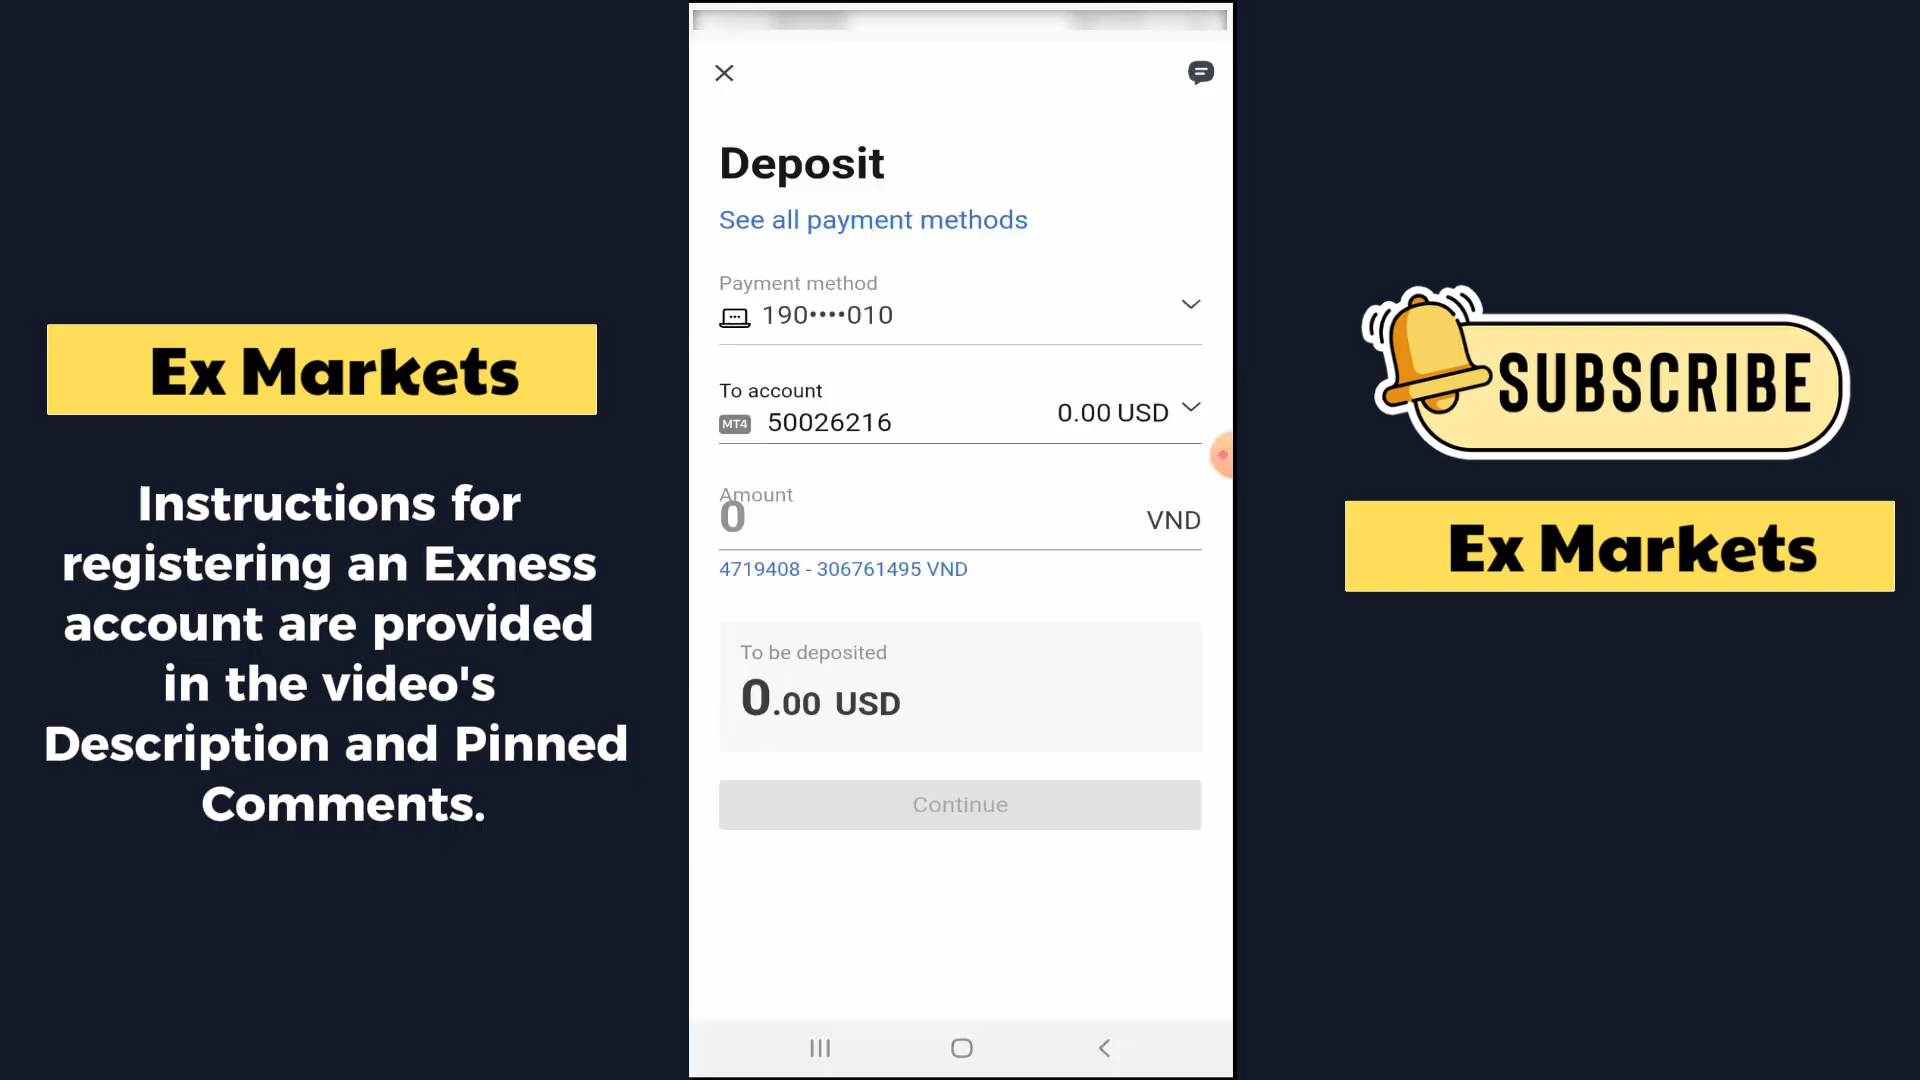 Ex Markets
Instructions for
registering an Exness
account are provided
in the video's
Description and Pinned
Comments.
Deposit
See all payment methods
Payment method
190••••010
To account
MT4 50026216 0.00 USD
Amount
0 VND
4719408 - 306761495 VND
To be deposited
0.00 USD
Continue
SUBSCRIBE
Ex Markets